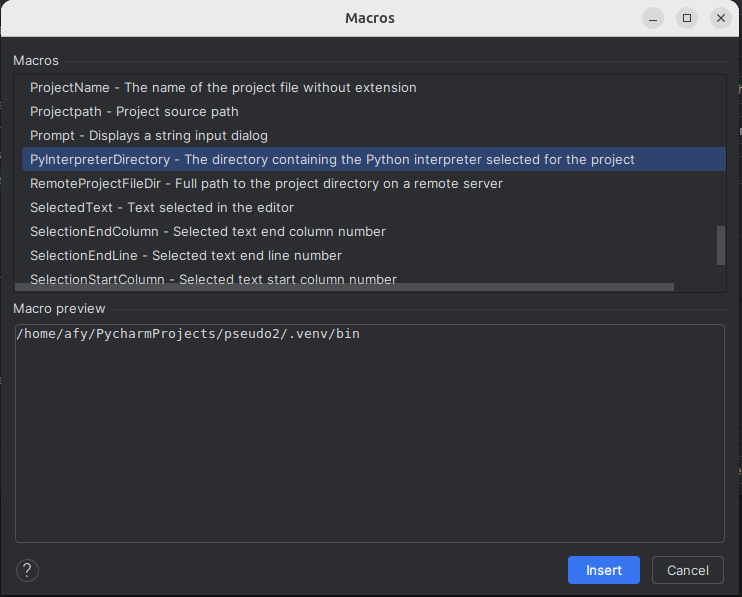 Macros
Macros
ProjectName - The name of the project file without extension
Projectpath - Project source path
Prompt - Displays a string input dialog
PyInterpreterDirectory - The directory containing the Python interpreter selected for the project
RemoteProjectFileDir - Full path to the project directory on a remote server
SelectedText - Text selected in the editor
SelectionEndColumn - Selected text end column number
SelectionEndLine - Selected text end line number
SelectionStartColumn - Selected text start column number
Macro preview
/home/afy/PycharmProjects/pseudo2/.venv/bin
?
Insert
Cancel